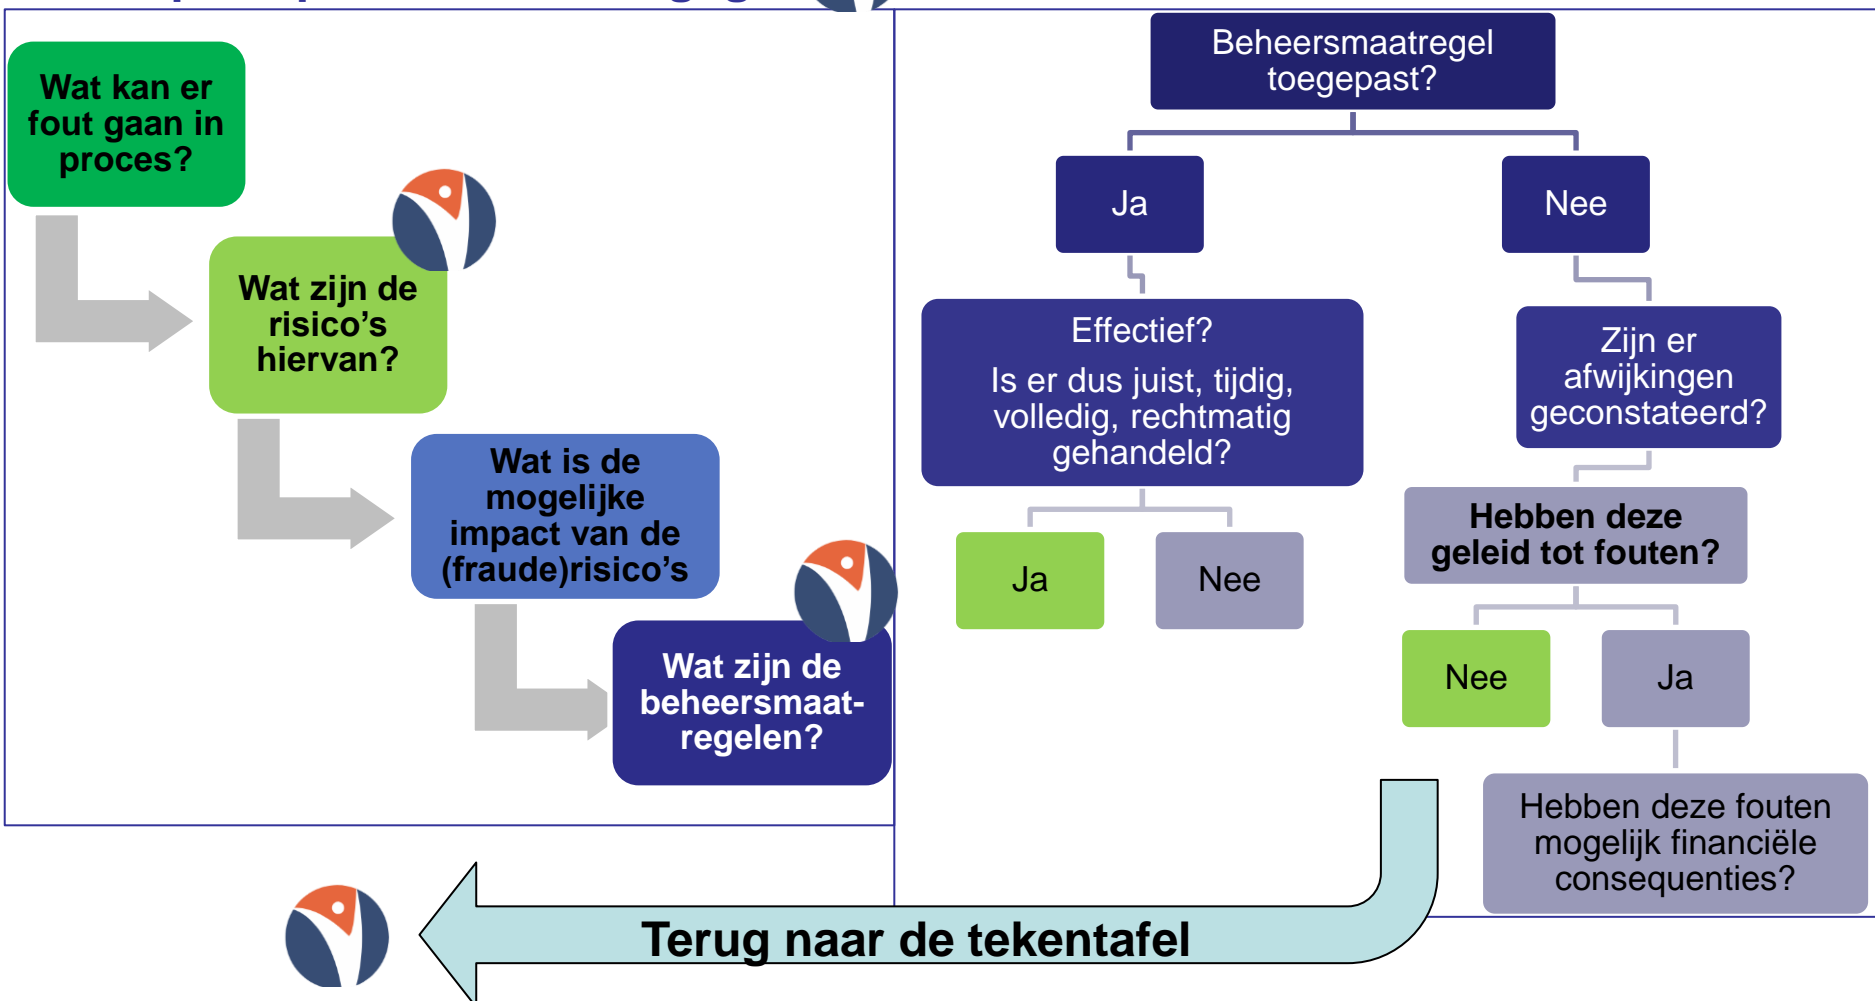 Wat kan er
fout gaan in
proces?
Wat zijn de
risico’s
hiervan?
Wat is de
mogelijke
impact van de
(fraude)risico’s
Wat zijn de
beheersmaat-
regelen?
Beheersmaatregel
toegepast?
Ja
Nee
Effectief?
Is er dus juist, tijdig,
volledig, rechtmatig
gehandeld?
Zijn er
afwijkingen
geconstateerd?
Ja
Nee
Hebben deze
geleid tot fouten?
Nee
Ja
Hebben deze fouten
mogelijk financiële
consequenties?
Terug naar de tekentafel